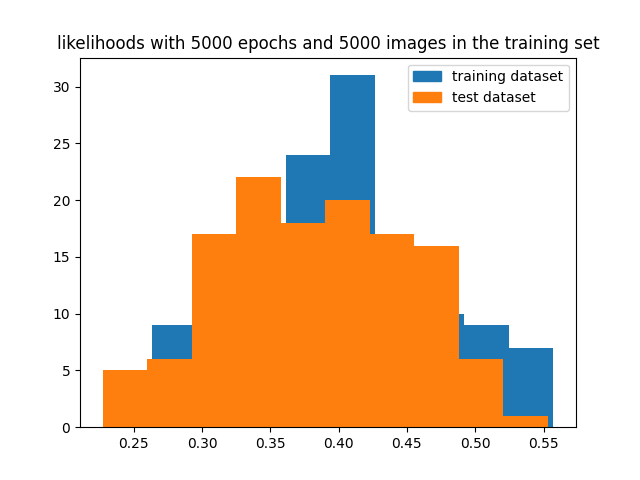 likelihoods with 5000 epochs and 5000 images in the training set
training dataset
test dataset
30
25
20
15
10
5
0
0.25 0.30 0.35 0.40 0.45 0.50 0.55